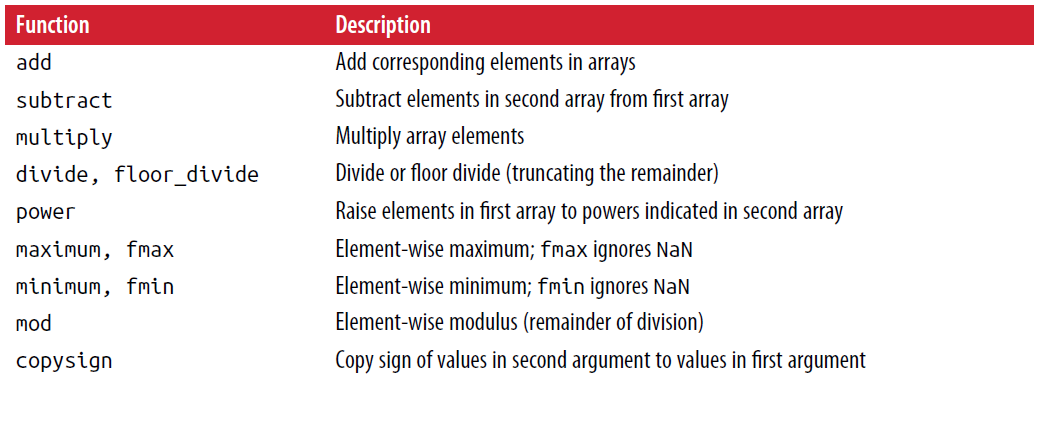 Function Description
add Add corresponding elements in arrays
subtract Subtract elements in second array from first array
multiply Multiply array elements
divide, floor_divide Divide or floor divide (truncating the remainder)
power Raise elements in first array to powers indicated in second array
maximum, fmax Element-wise maximum; fmax ignores NaN
minimum, fmin Element-wise minimum; fmin ignores NaN
mod Element-wise modulus (remainder of division)
copysign Copy sign of values in second argument to values in first argument